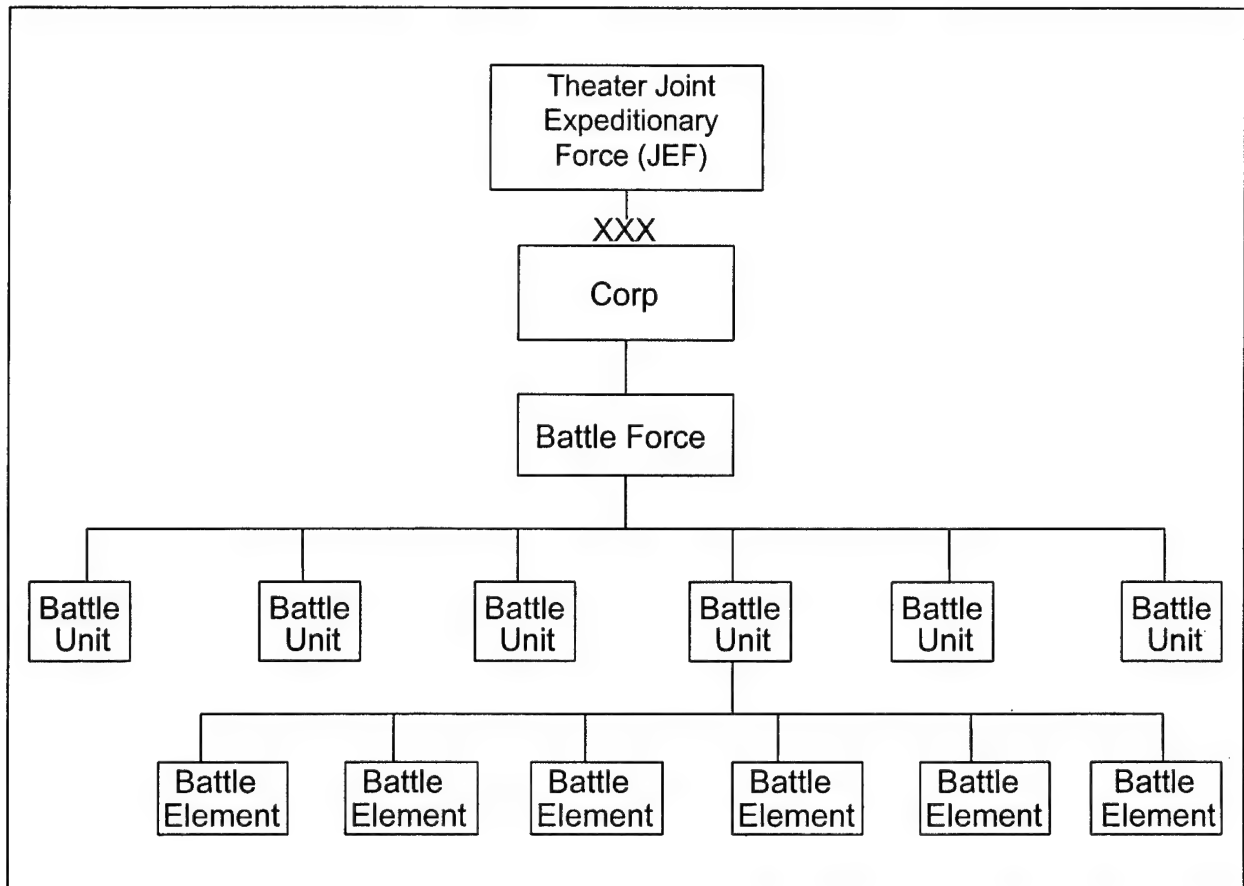 Theater Joint
Expeditionary
Force (JEF)
XXX
Corp
Battle Force
Battle
Unit
Battle
Unit
Battle
Unit
Battle
Unit
Battle
Unit
Battle
Unit
Battle
Element
Battle
Element
Battle
Element
Battle
Element
Battle
Element
Battle
Element